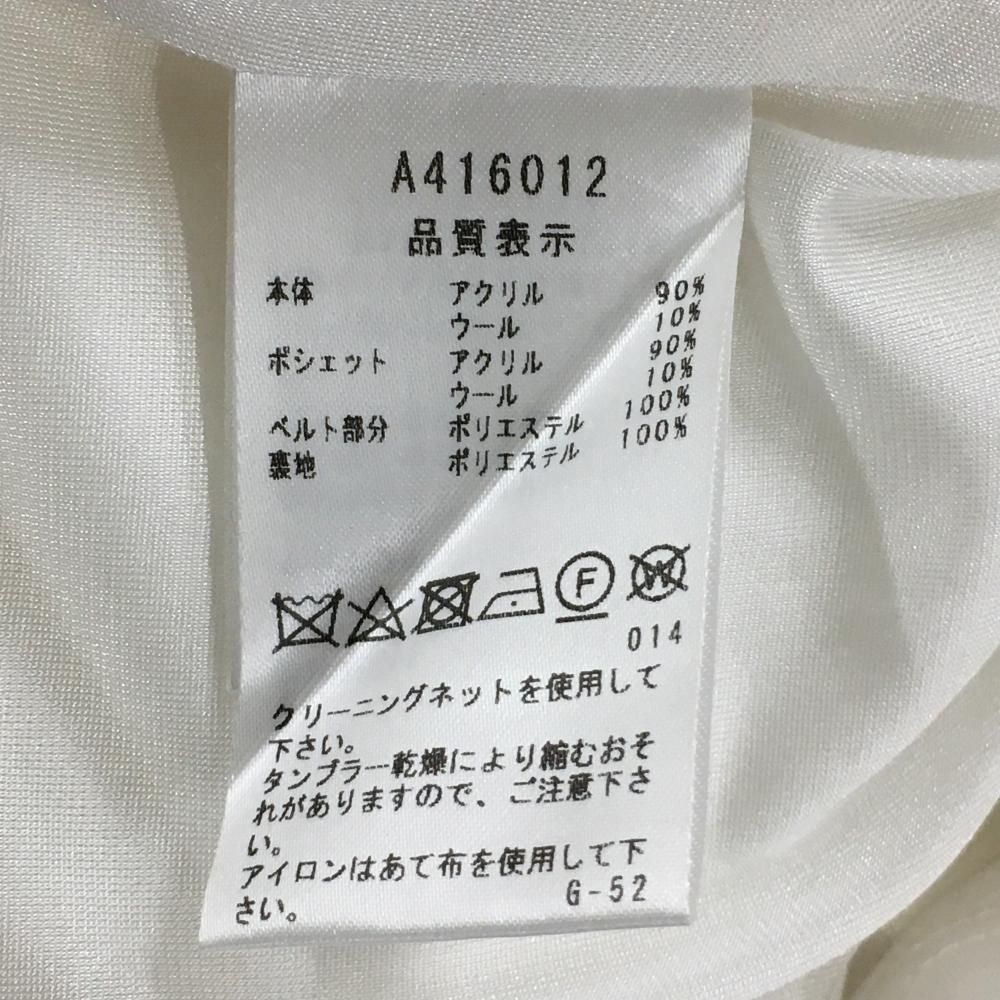 A416012
品質表示
本体 アクリル 90%
ウール 10%
ポシェット アクリル 90%
ウール 10%
ベルト部分 ポリエステル 100%
裏地 ポリエステル 100%
F W
014
クリーニングネットを使用して
下さい。
タンブラー乾燥により縮むおそ
れがありますので、ご注意下さ
い。
アイロンはあて布を使用して下
さい。 G-52